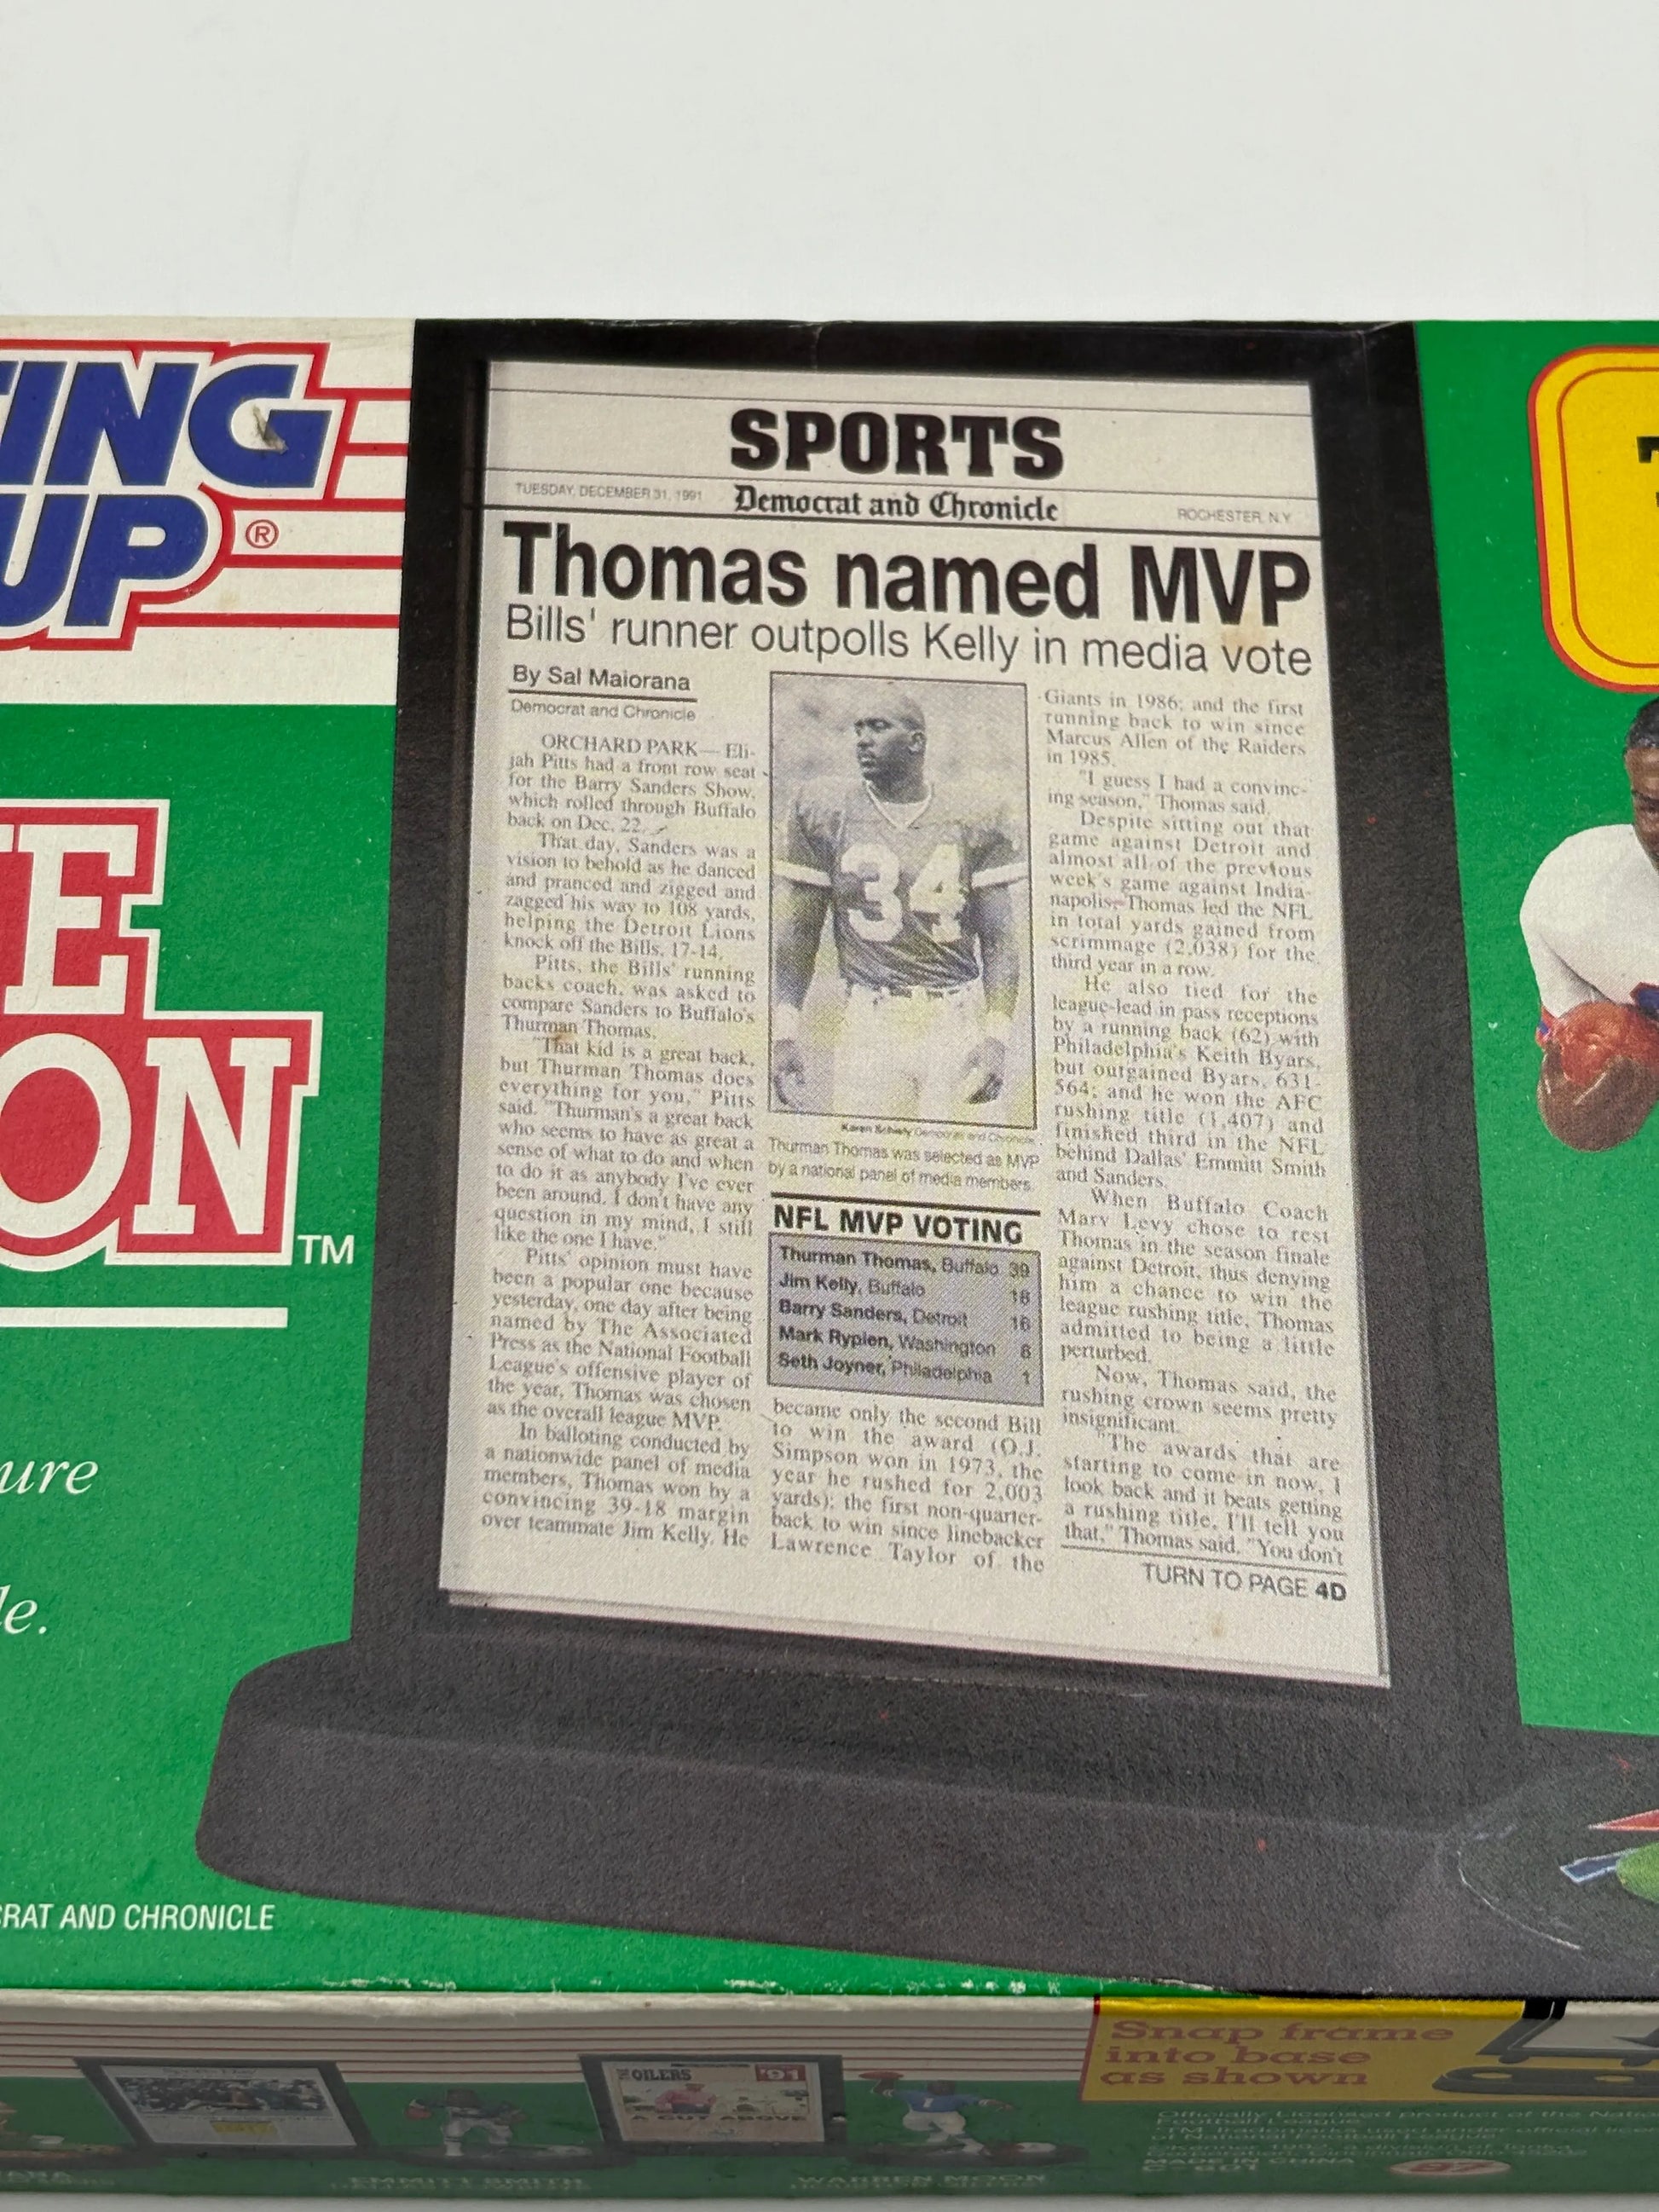 TING
UP®
E
ON™
ure
le.
RAT AND CHRONICLE
SPORTS
TUESDAY, DECEMBER 31, 1991
Democrat and Chronicle
ROCHESTER, N.Y.
Thomas named MVP
Bills' runner outpolls Kelly in media vote
By Sal Maiorana
Democrat and Chronicle
ORCHARD PARK— Eli-
jah Pitts had a front row seat
for the Barry Sanders Show,
which rolled through Buffalo
back on Dec. 22.
That day, Sanders was a
vision to behold as he danced
and pranced and zigged and
zagged his way to 108 yards,
helping the Detroit Lions
knock off the Bills, 17-14.
Pitts, the Bills' running
backs coach, was asked to
compare Sanders to Buffalo's
Thurman Thomas.
"That kid is a great back,
but Thurman Thomas does
everything for you," Pitts
said. "Thurman's a great back
who seems to have as great a
sense of what to do and when
to do it as anybody I've ever
been around. I don't have any
question in my mind, I still
like the one I have."
Pitts' opinion must have
been a popular one because
yesterday, one day after being
named by The Associated
Press as the National Football
League's offensive player of
the year, Thomas was chosen
as the overall league MVP.
In balloting conducted by
a nationwide panel of media
members, Thomas won by a
convincing 39-18 margin
over teammate Jim Kelly. He
34
Democrat and Chronicle
Thurman Thomas was selected as MVP
by a national panel of media members.
NFL MVP VOTING
Thurman Thomas, Buffalo 39
Jim Kelly, Buffalo 18
Barry Sanders, Detroit 16
Mark Rypien, Washington 8
Seth Joyner, Philadelphia 1
became only the second Bill
to win the award (O.J.
Simpson won in 1973, the
year he rushed for 2,003
yards); the first non-quarter-
back to win since linebacker
Lawrence Taylor of the
Giants in 1986; and the first
running back to win since
Marcus Allen of the Raiders
in 1985.
"I guess I had a convinc-
ing season," Thomas said.
Despite sitting out that
game against Detroit and
almost all of the previous
week's game against India-
napolis, Thomas led the NFL
in total yards gained from
scrimmage (2,038) for the
third year in a row.
He also tied for the
league-lead in pass receptions
by a running back (62) with
Philadelphia's Keith Byars,
but outgained Byars, 631-
564; and he won the AFC
rushing title (1,407) and
finished third in the NFL
behind Dallas' Emmitt Smith
and Sanders.
When Buffalo Coach
Marv Levy chose to rest
Thomas in the season finale
against Detroit, thus denying
him a chance to win the
league rushing title, Thomas
admitted to being a little
perturbed.
Now, Thomas said, the
rushing crown seems pretty
insignificant.
"The awards that are
starting to come in now, I
look back and it beats getting
a rushing title, I'll tell you
that," Thomas said. "You don't
TURN TO PAGE 4D
Snap frame
into base
as shown
OILERS
'91
A CUT ABOVE
EMMITT SMITH
WARREN MOON
Officially Licensed product of the
Football League
MADE IN CHINA